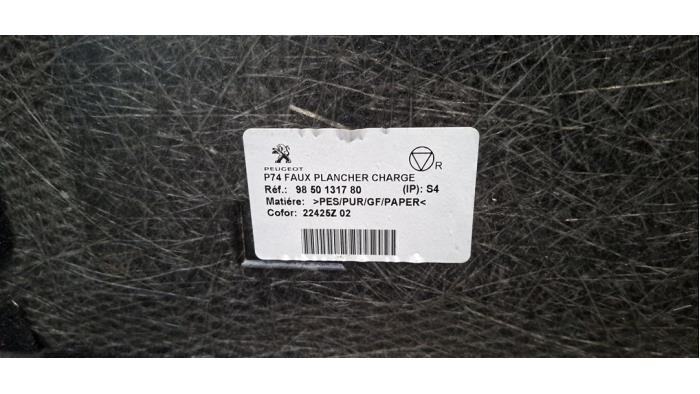 PEUGEOT
R
P74 FAUX PLANCHER CHARGE
Réf.: 98 50 1317 80 (IP): S4
Matiére: >PES/PUR/GF/PAPER<
Cofor: 22425Z 02